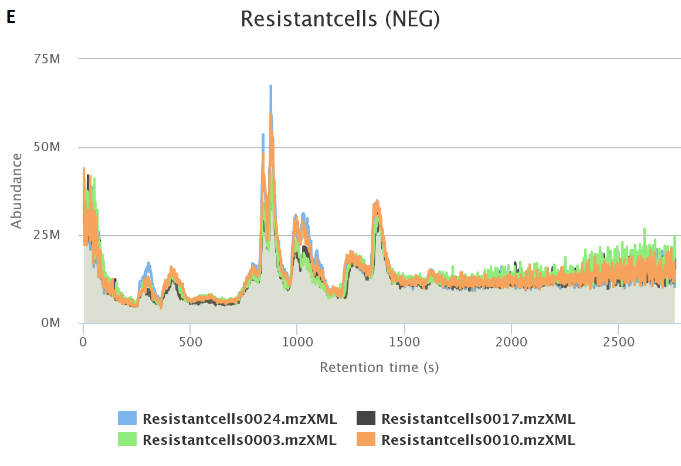 E
Resistantcells (NEG)
75M
50M
25M
0M
Abundance
0 500 1000 1500 2000 2500
Retention time (s)
Resistantcells0024.mzXML Resistantcells0017.mzXML
Resistantcells0003.mzXML Resistantcells0010.mzXML